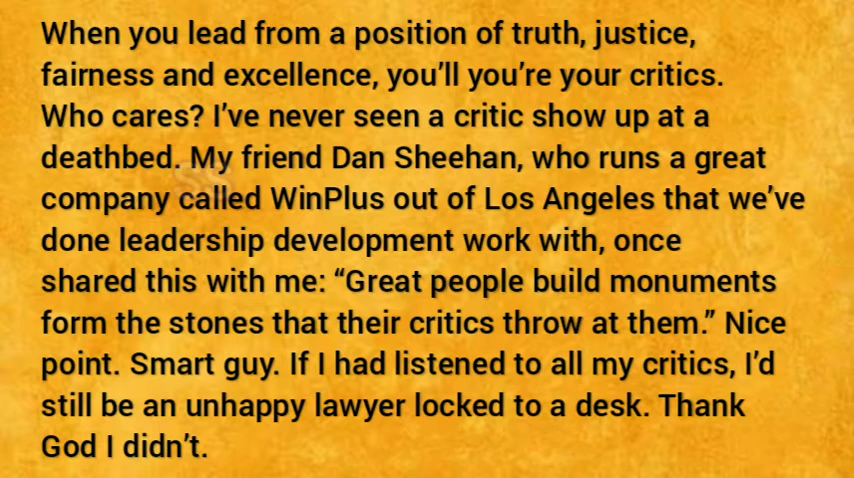 When you lead from a position of truth, justice,
fairness and excellence, you’ll you’re your critics.
Who cares? I’ve never seen a critic show up at a
deathbed. My friend Dan Sheehan, who runs a great
company called WinPlus out of Los Angeles that we’ve
done leadership development work with, once
shared this with me: “Great people build monuments
form the stones that their critics throw at them.” Nice
point. Smart guy. If I had listened to all my critics, I’d
still be an unhappy lawyer locked to a desk. Thank
God I didn’t.